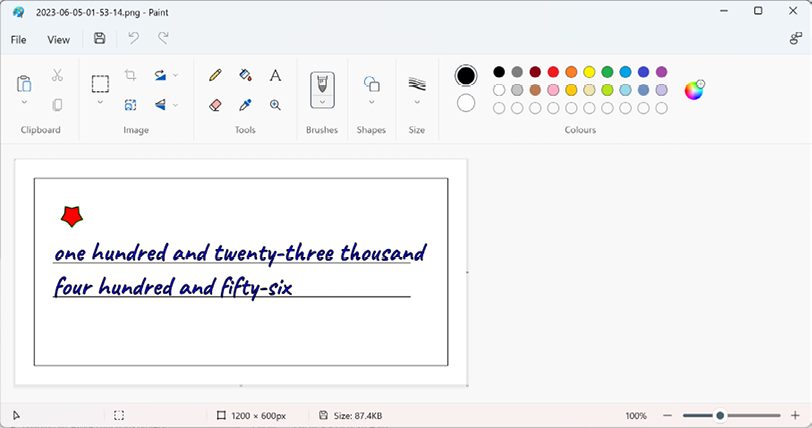 2023-06-05-01-53-14.png - Paint
File View
Clipboard Image Tools Brushes Shapes Size Colours
one hundred and twenty-three thousand
four hundred and fifty-six
1200 × 600px Size: 87.4KB 100%